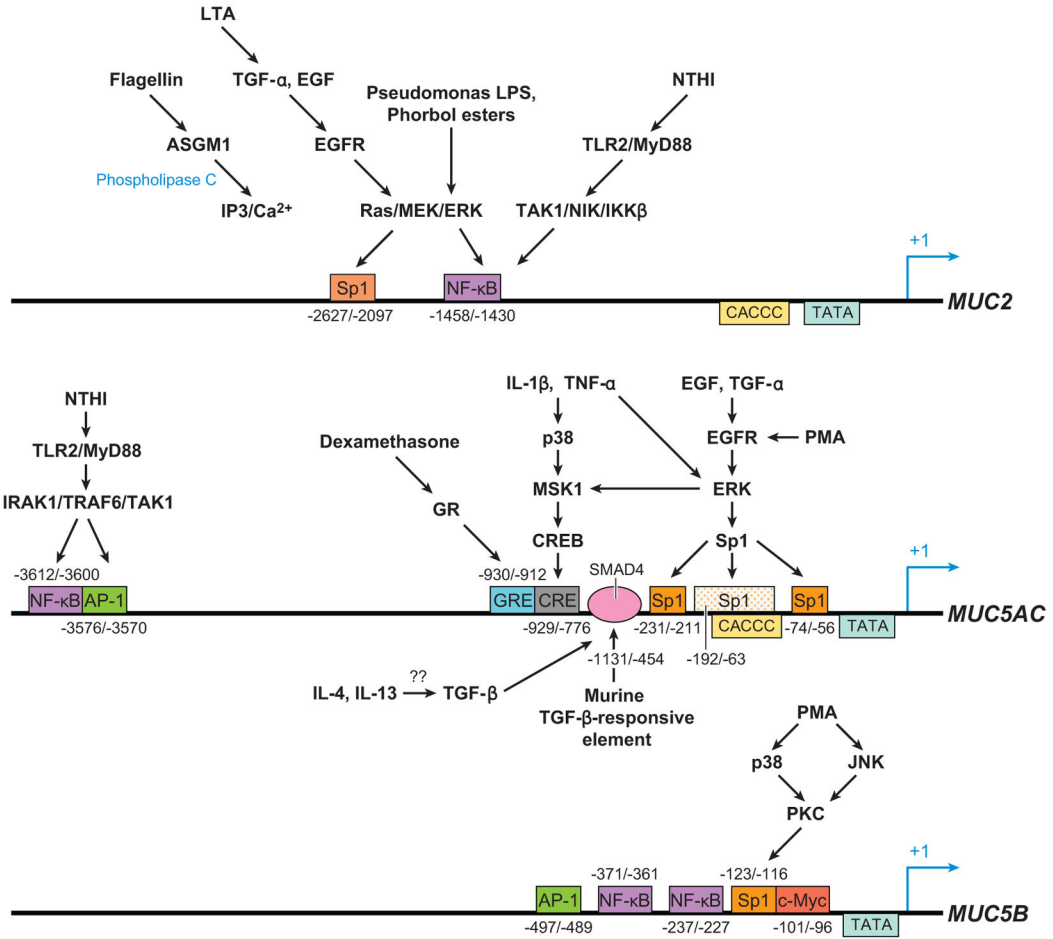 LTA
Flagellin
TGF-α, EGF
Pseudomonas LPS,
Phorbol esters
NTHI
ASGM1
EGFR
TLR2/MyD88
Phospholipase C
IP3/Ca2+
Ras/MEK/ERK
TAK1/NIK/IKKβ
+1
Sp1
NF-κB
MUC2
-2627/-2097
-1458/-1430
CACCC
TATA
IL-1β, TNF-α
EGF, TGF-α
NTHI
Dexamethasone
p38
EGFR
PMA
TLR2/MyD88
MSK1
ERK
IRAK1/TRAF6/TAK1
GR
CREB
Sp1
+1
-3612/-3600
-930/-912
SMAD4
NF-κB
AP-1
GRE
CRE
Sp1
Sp1
Sp1
MUC5AC
-3576/-3570
-929/-776
-231/-211
CACCC
-74/-56
TATA
-1131/-454
-192/-63
??
IL-4, IL-13
TGF-β
Murine
TGF-β-responsive
element
PMA
p38
JNK
PKC
+1
-371/-361
-123/-116
AP-1
NF-κB
NF-κB
Sp1
c-Myc
MUC5B
-497/-489
-237/-227
-101/-96
TATA